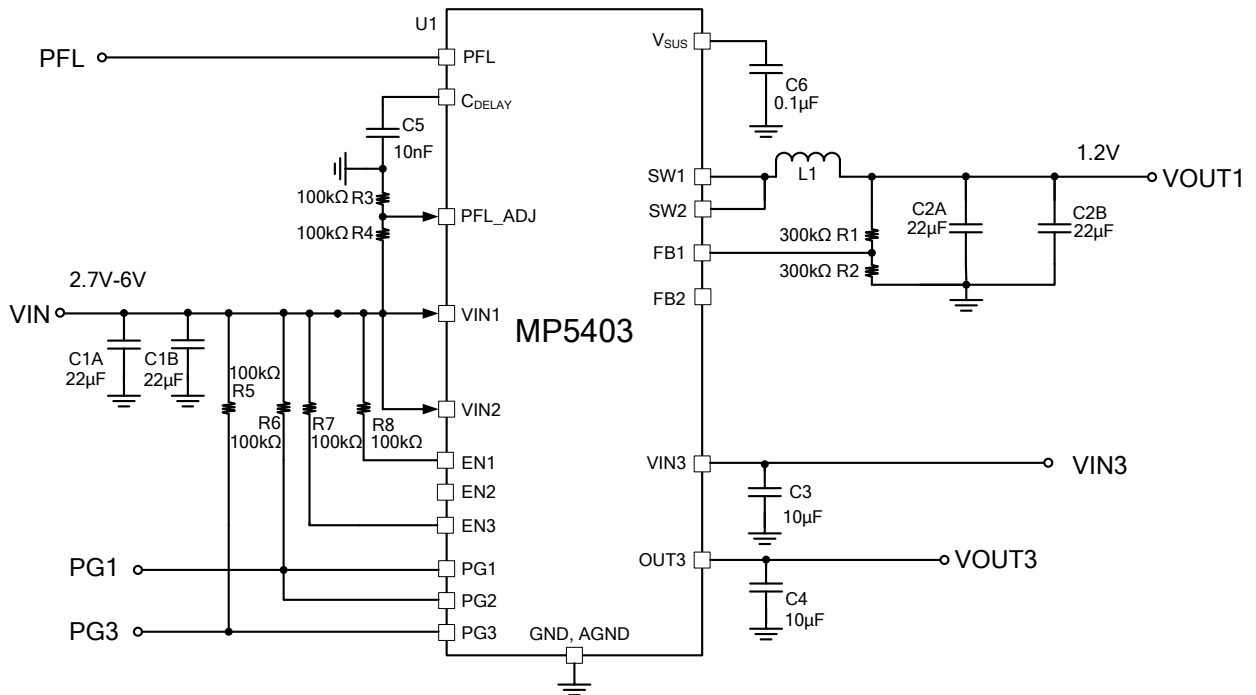 U1
PFL
PFL
C_DELAY
C5
10nF
100kΩ R3
PFL_ADJ
100kΩ R4
2.7V-6V
VIN
VIN1
C1A
22µF
C1B
22µF
100kΩ
R5
R6
100kΩ
R7
100kΩ
R8
100kΩ
VIN2
EN1
EN2
EN3
PG1
PG1
PG2
PG3
PG3
MP5403
GND, AGND
V_SUS
C6
0.1µF
SW1
SW2
L1
1.2V
VOUT1
C2A
22µF
C2B
22µF
300kΩ R1
FB1
300kΩ R2
FB2
VIN3
VIN3
C3
10µF
OUT3
VOUT3
C4
10µF